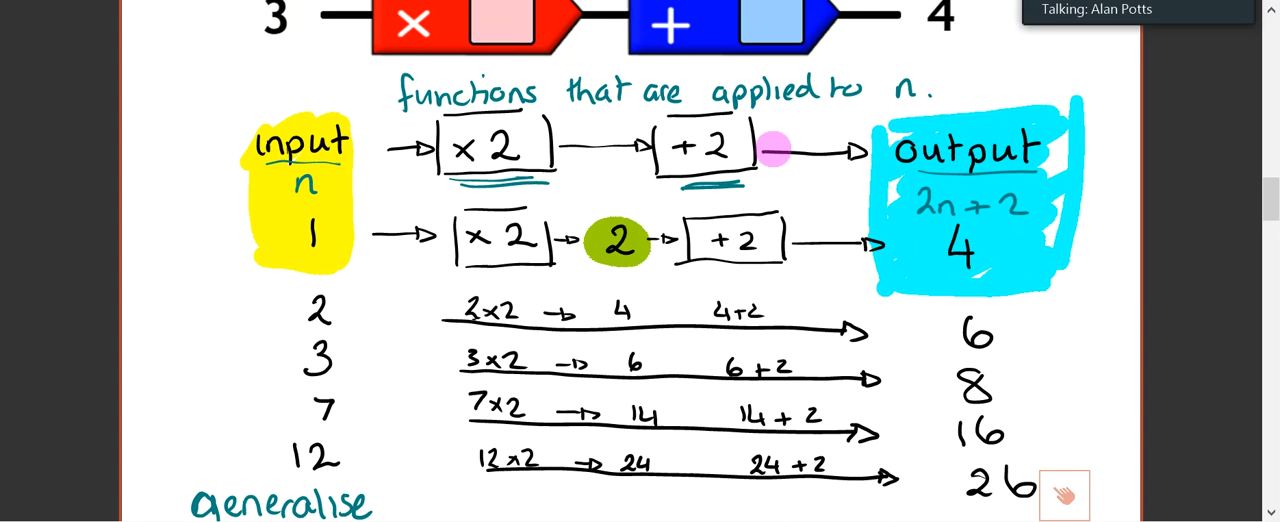 Talking: Alan Potts
3 × + 4
functions that are applied to n.
input × 2 + 2 output
n 2n + 2
1 × 2 2 + 2 4
2 2×2 4 4+2 6
3 3×2 6 6+2 8
7 7×2 14 14+2 16
12 12×2 24 24+2 26
generalise